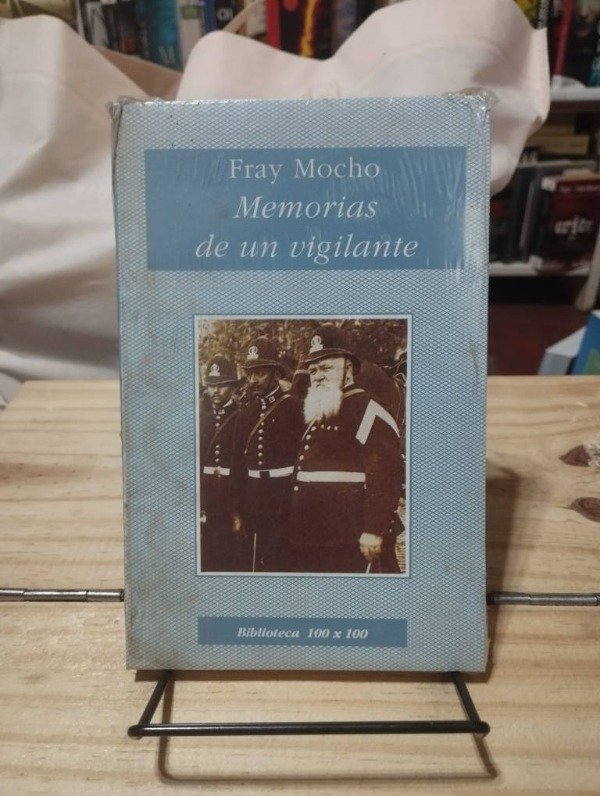 Fray Mocho
Memorias
de un vigilante
Biblioteca 100 x 100